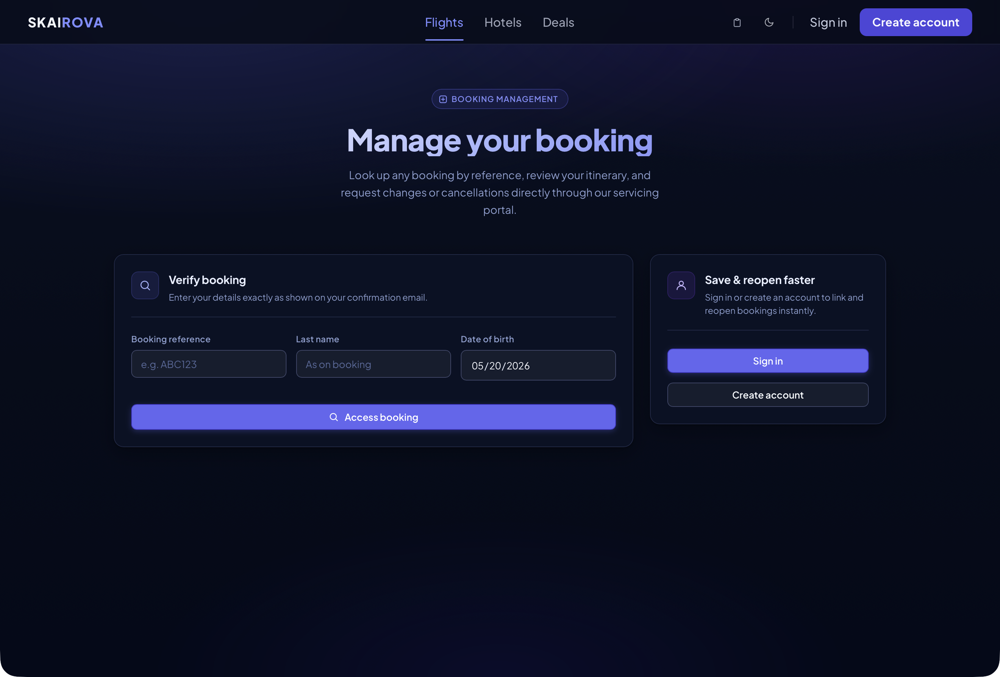 SKAIROVA
Flights
Hotels
Deals
Sign in
Create account
BOOKING MANAGEMENT
Manage your booking
Look up any booking by reference, review your itinerary, and
request changes or cancellations directly through our servicing
portal.
Verify booking
Enter your details exactly as shown on your confirmation email.
Booking reference
e.g. ABC123
Last name
As on booking
Date of birth
05/20/2026
Access booking
Save & reopen faster
Sign in or create an account to link and
reopen bookings instantly.
Sign in
Create account